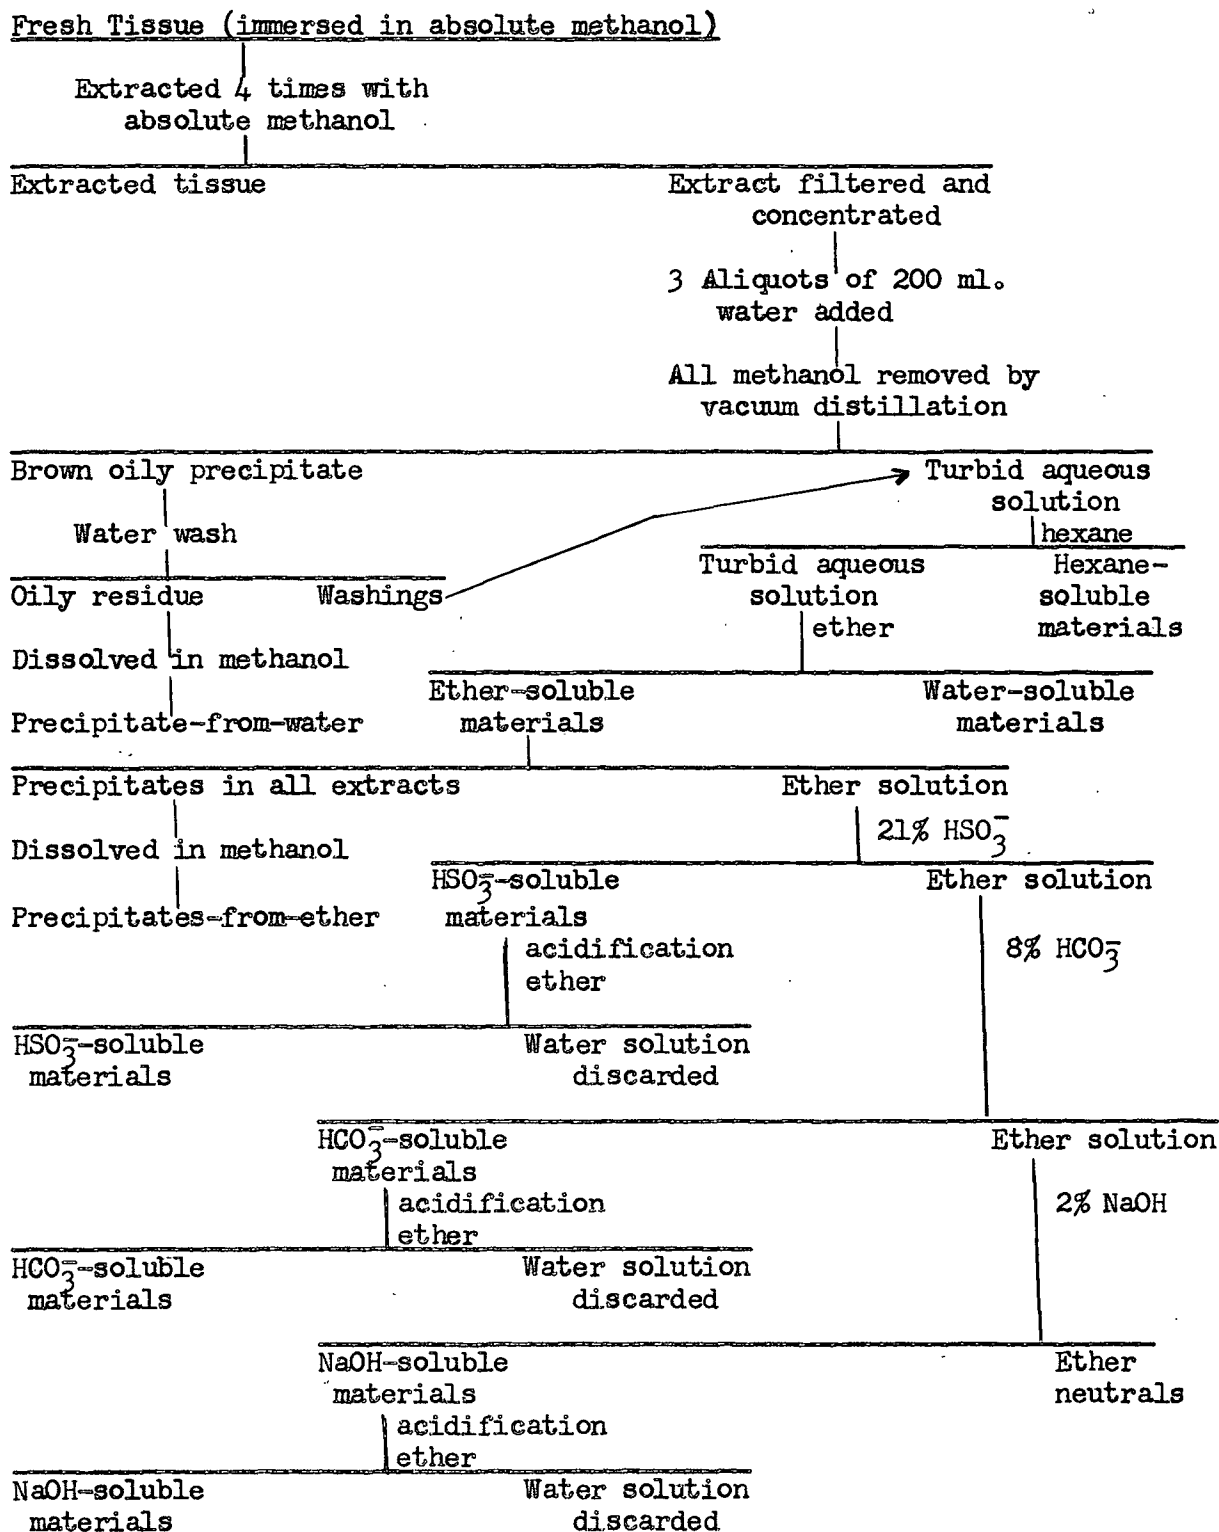 Fresh Tissue (immersed in absolute methanol)
Extracted 4 times with
absolute methanol
Extracted tissue
Extract filtered and
concentrated
3 Aliquots of 200 ml.
water added
All methanol removed by
vacuum distillation
Brown oily precipitate
Turbid aqueous
solution
hexane
Water wash
Oily residue
Washings
Turbid aqueous
solution
ether
Hexane-
soluble
materials
Dissolved in methanol
Precipitate-from-water
Ether-soluble
materials
Water-soluble
materials
Precipitates in all extracts
Ether solution
21% HSO₃⁻
Dissolved in methanol
Precipitates-from-ether
HSO₃⁻-soluble
materials
acidification
ether
Ether solution
8% HCO₃⁻
HSO₃⁻-soluble
materials
Water solution
discarded
HCO₃⁻-soluble
materials
acidification
ether
Ether solution
2% NaOH
HCO₃⁻-soluble
materials
Water solution
discarded
NaOH-soluble
materials
acidification
ether
Ether
neutrals
NaOH-soluble
materials
Water solution
discarded